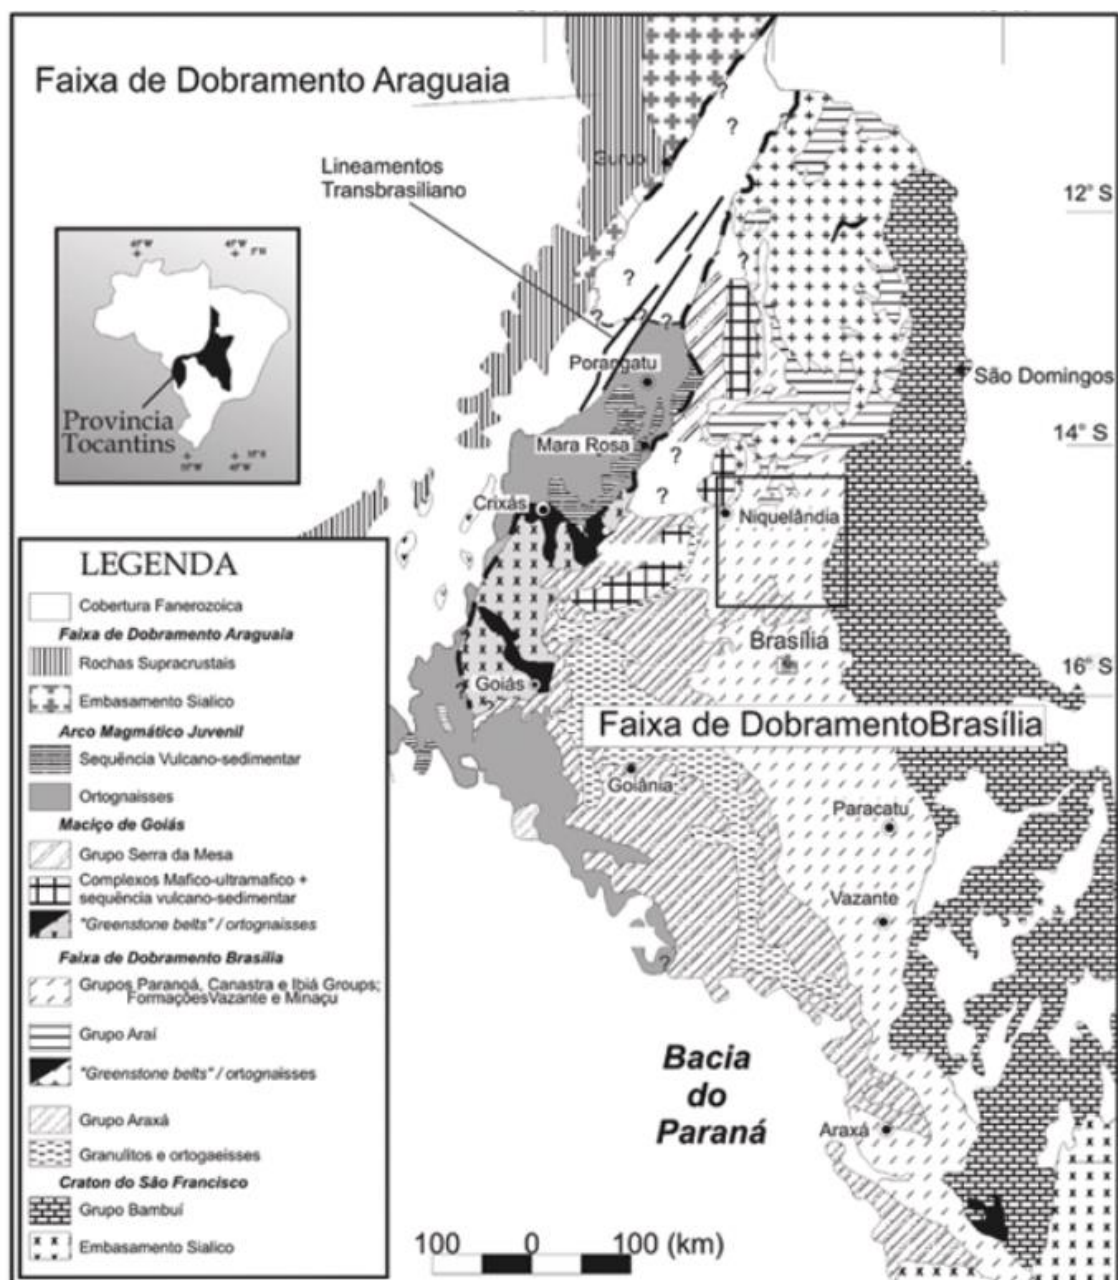 Faixa de Dobramento Araguaia
Lineamentos
Transbrasiliano
12° S
Porangatu
São Domingos
14° S
Mara Rosa
Crixás
Niquelândia
Brasília
16° S
Goiás
Faixa de DobramentoBrasília
Goiânia
Paracatu
Vazante
Araxá
Bacia
do
Paraná
100 0 100 (km)
Provincia
Tocantins
LEGENDA
Cobertura Fanerozoica
Faixa de Dobramento Araguaia
Rochas Supracrustais
Embasamento Sialico
Arco Magmático Juvenil
Sequência Vulcano-sedimentar
Ortognaisses
Maciço de Goiás
Grupo Serra da Mesa
Complexos Mafico-ultramafico +
sequência vulcano-sedimentar
"Greenstone belts" / ortognaisses
Faixa de Dobramento Brasília
Grupos Paranoá, Canastra e Ibiá Groups;
FormaçõesVazante e Minaçu
Grupo Araí
"Greenstone belts" / ortognaisses
Grupo Araxá
Granulitos e ortogaeisses
Craton do São Francisco
Grupo Bambuí
Embasamento Sialico